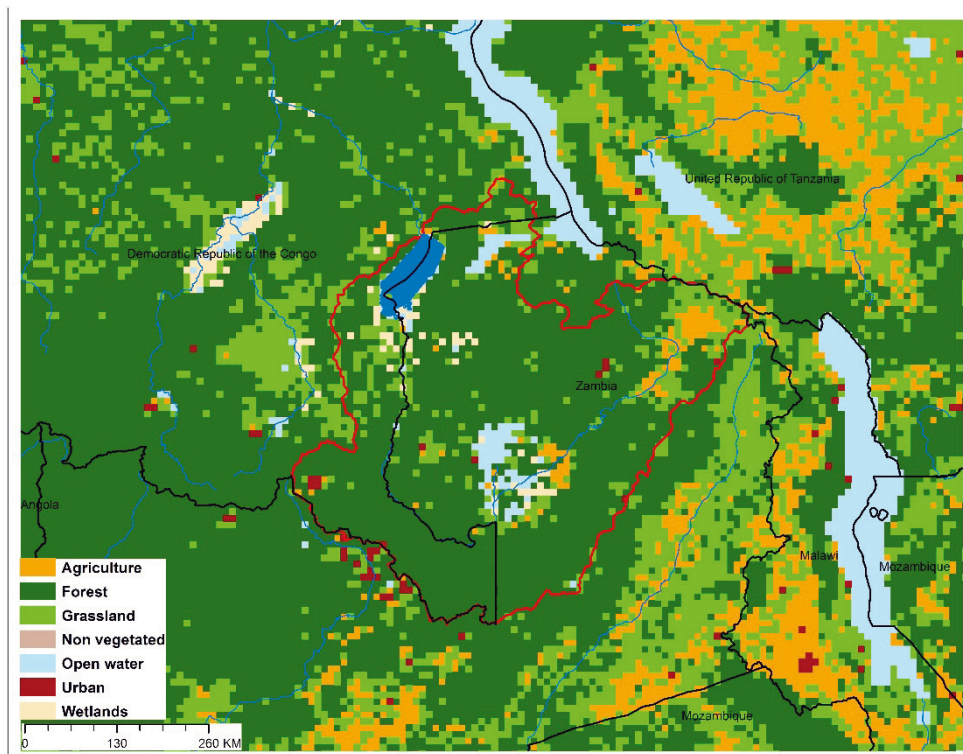 United Republic of Tanzania
Democratic Republic of the Congo
Zambia
Angola
Malawi
Mozambique
Agriculture
Forest
Grassland
Non vegetated
Open water
Urban
Wetlands
Mozambique
0 130 260 KM